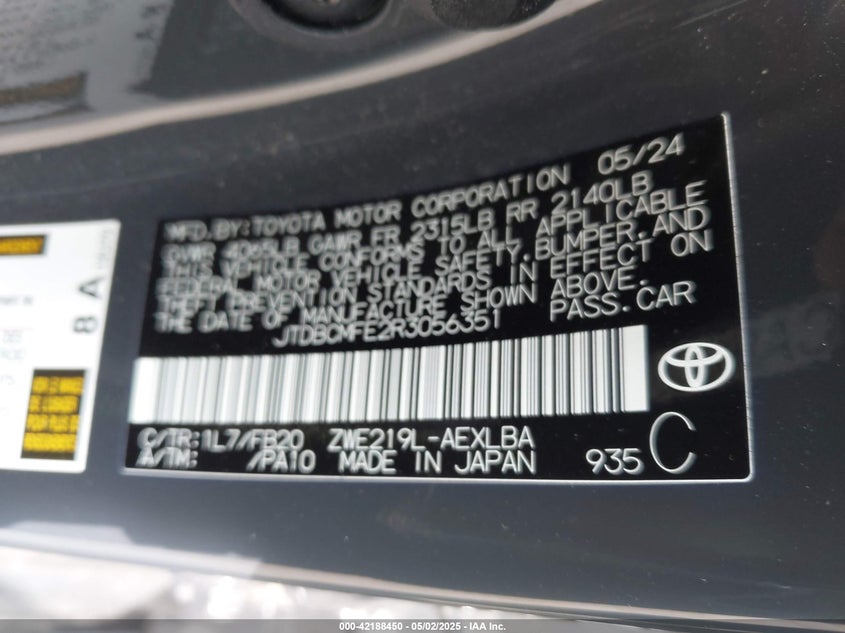 MFD.BY:TOYOTA MOTOR CORPORATION 05/24
GVWR 4065LB GAWR FR 2315LB RR 2140LB
THIS VEHICLE CONFORMS TO ALL APPLICABLE
FEDERAL MOTOR VEHICLE SAFETY,BUMPER,AND
THEFT PREVENTION STANDARDS IN EFFECT ON
THE DATE OF MANUFACTURE SHOWN ABOVE.
JTDBCMFE2R3056351 PASS.CAR
C/TR:1L7/FB20 ZWE219L-AEXLBA
A/TM: /PA10 MADE IN JAPAN 935 C
8 A
000-42188450 - 05/02/2025 - IAA Inc.